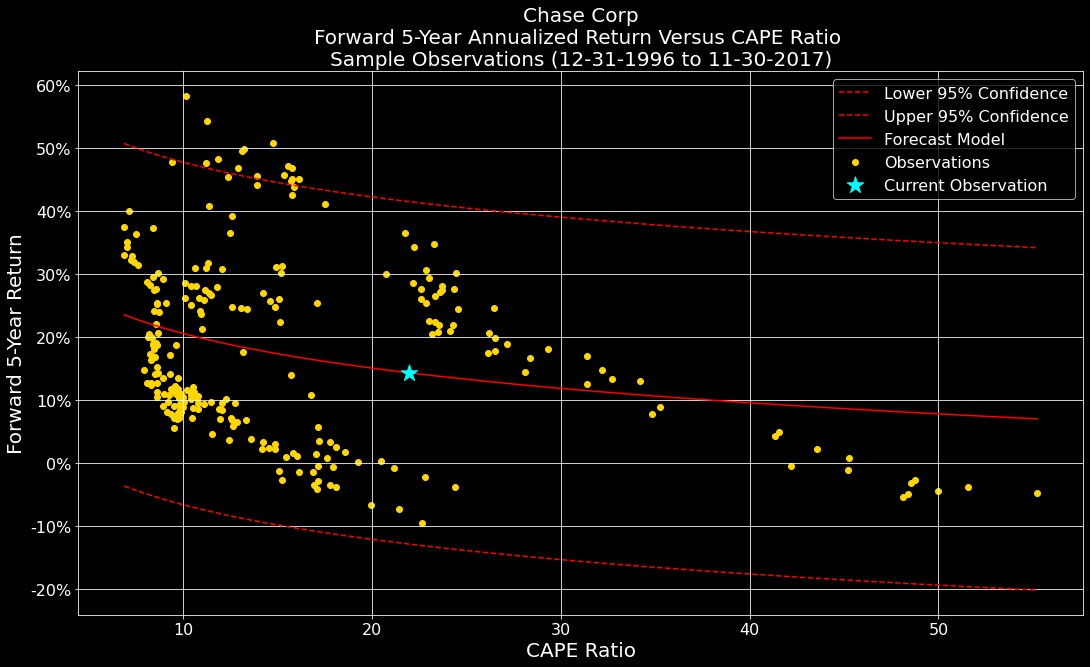 Chase Corp
Forward 5-Year Annualized Return Versus CAPE Ratio
Sample Observations (12-31-1996 to 11-30-2017)
Lower 95% Confidence
Upper 95% Confidence
Forecast Model
Observations
Current Observation
Forward 5-Year Return
60%
50%
40%
30%
20%
10%
0%
-10%
-20%
10
20
30
40
50
CAPE Ratio